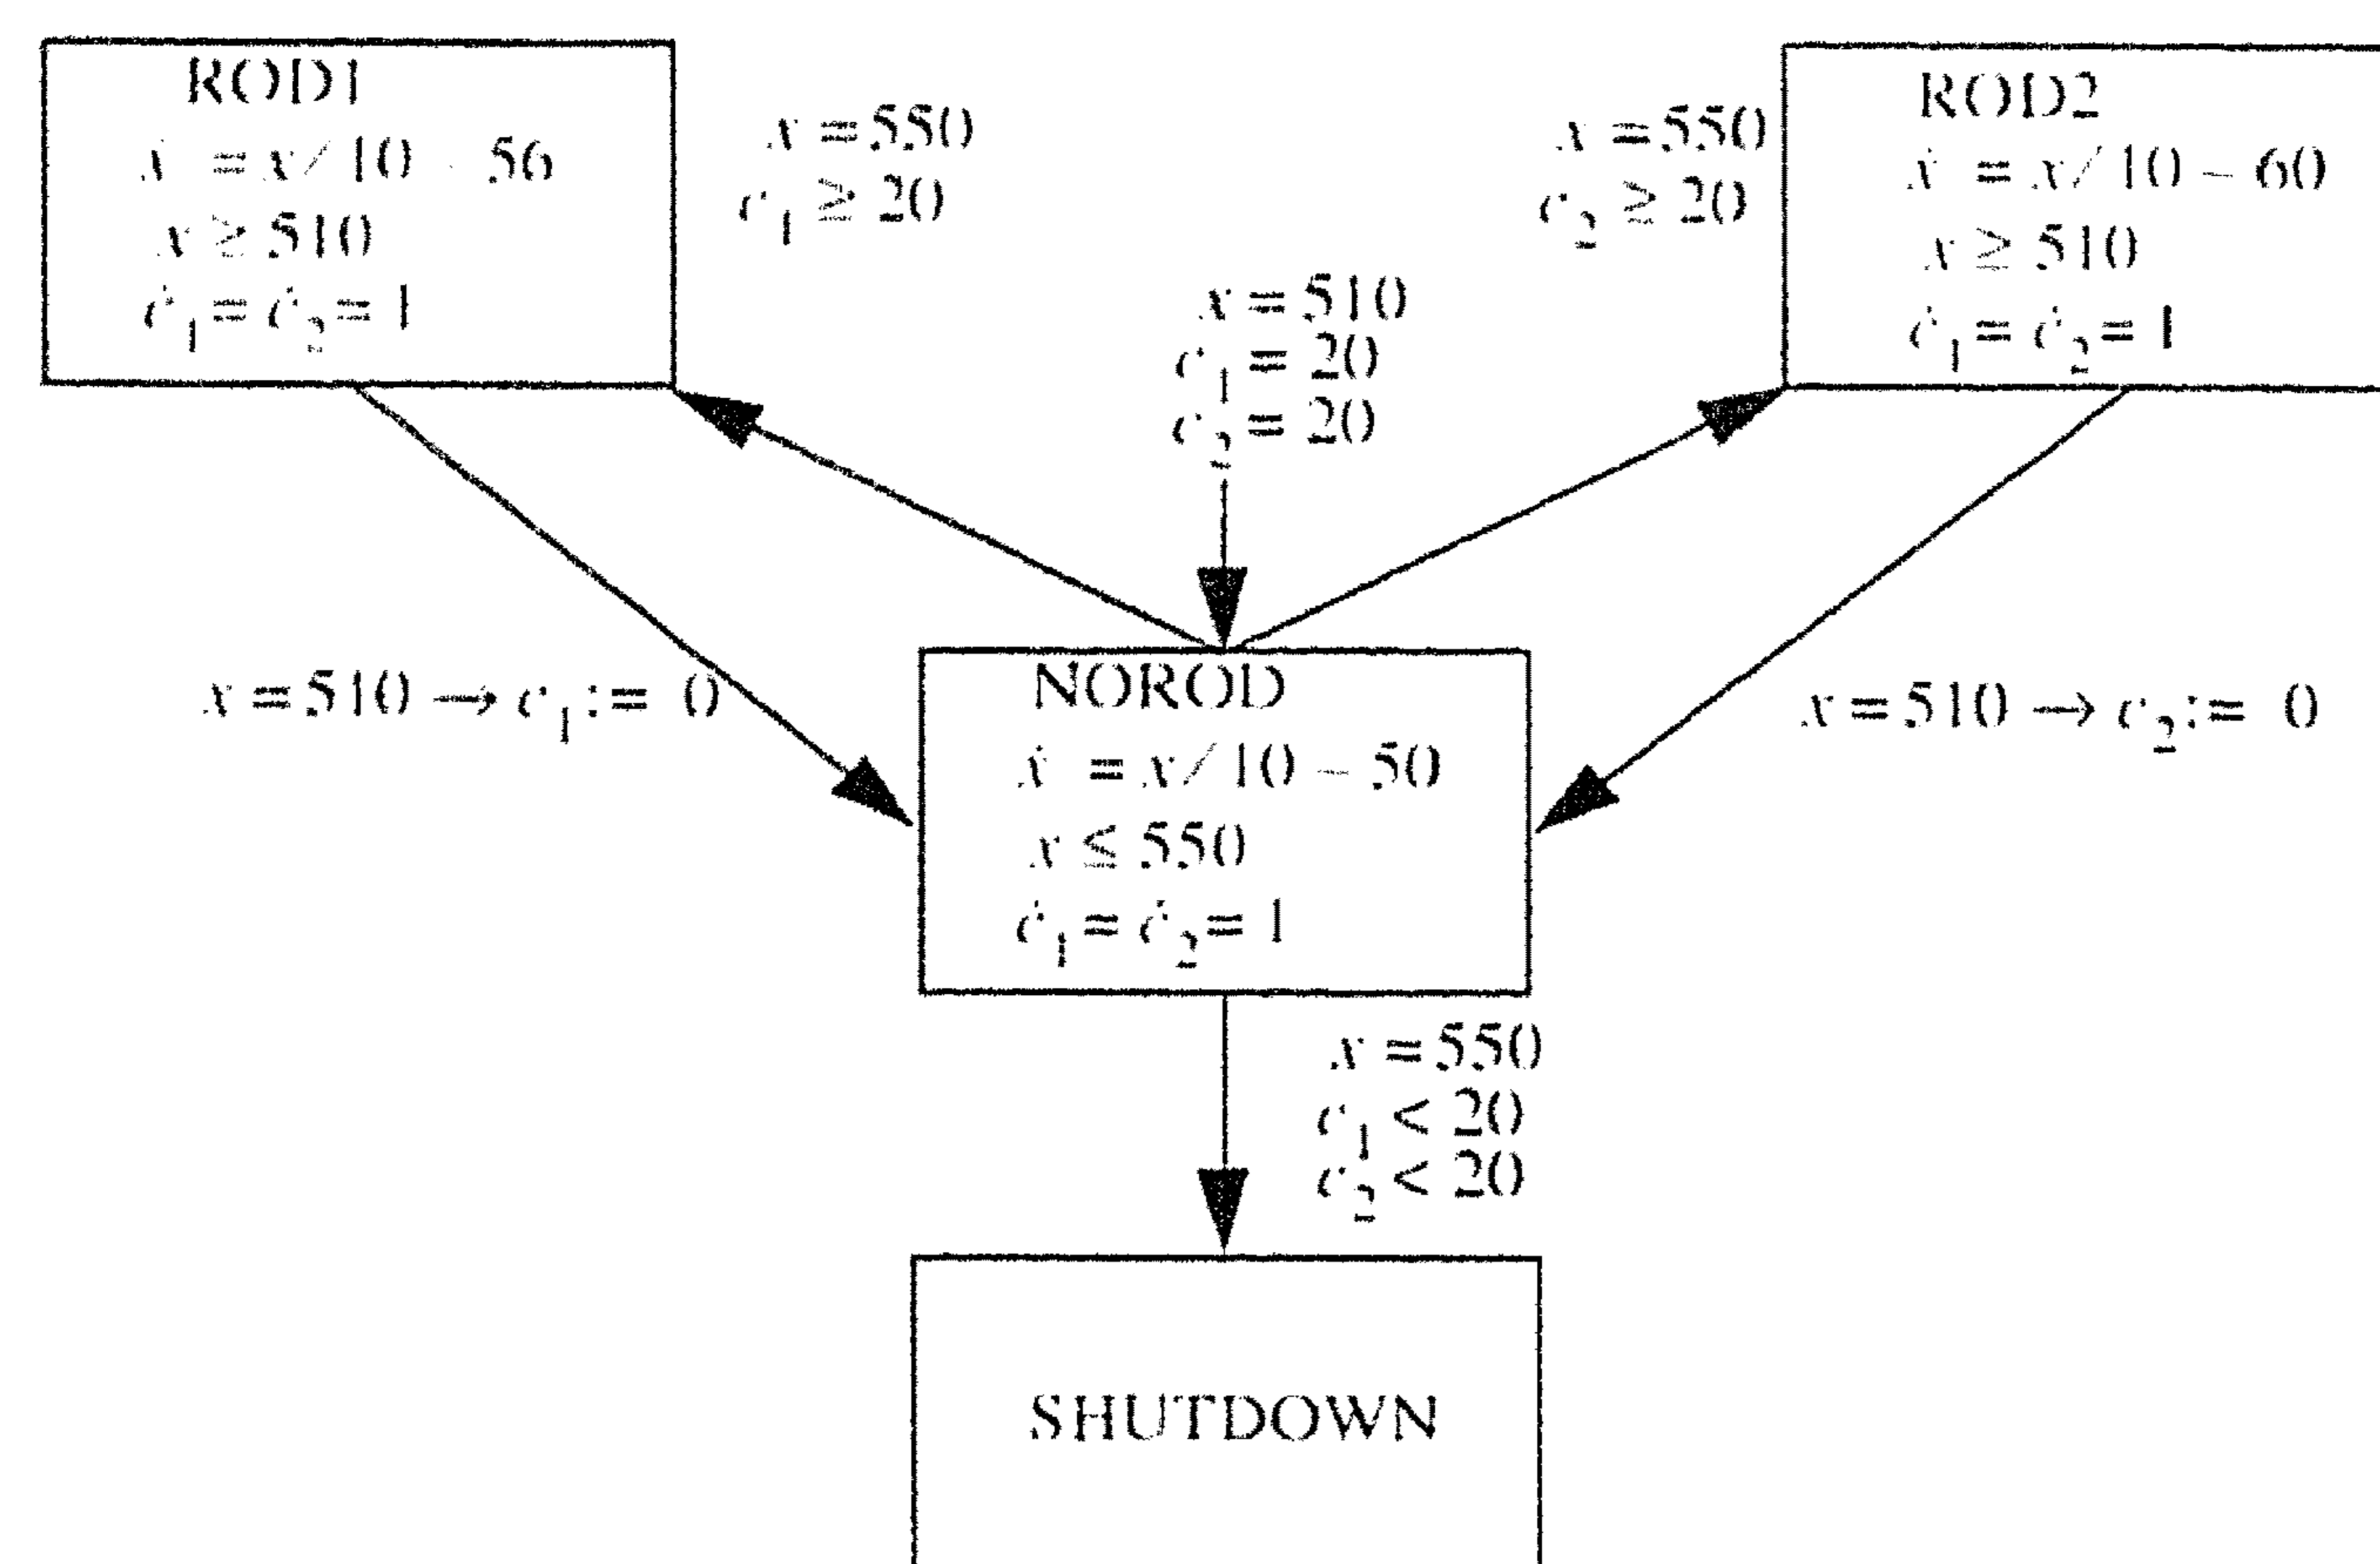 ROD1
ẋ = x/10 – 56
x ≥ 510
ċ₁ = ċ₂ = 1
x = 550
c₁ ≥ 20
x = 510
c₁ = 20
c₂ = 20
x = 550
c₂ ≥ 20
ROD2
ẋ = x/10 – 60
x ≥ 510
ċ₁ = ċ₂ = 1
x = 510 → c₁ := 0
NOROD
ẋ = x/10 – 50
x ≤ 550
ċ₁ = ċ₂ = 1
x = 510 → c₂ := 0
x = 550
c₁ < 20
c₂ < 20
SHUTDOWN